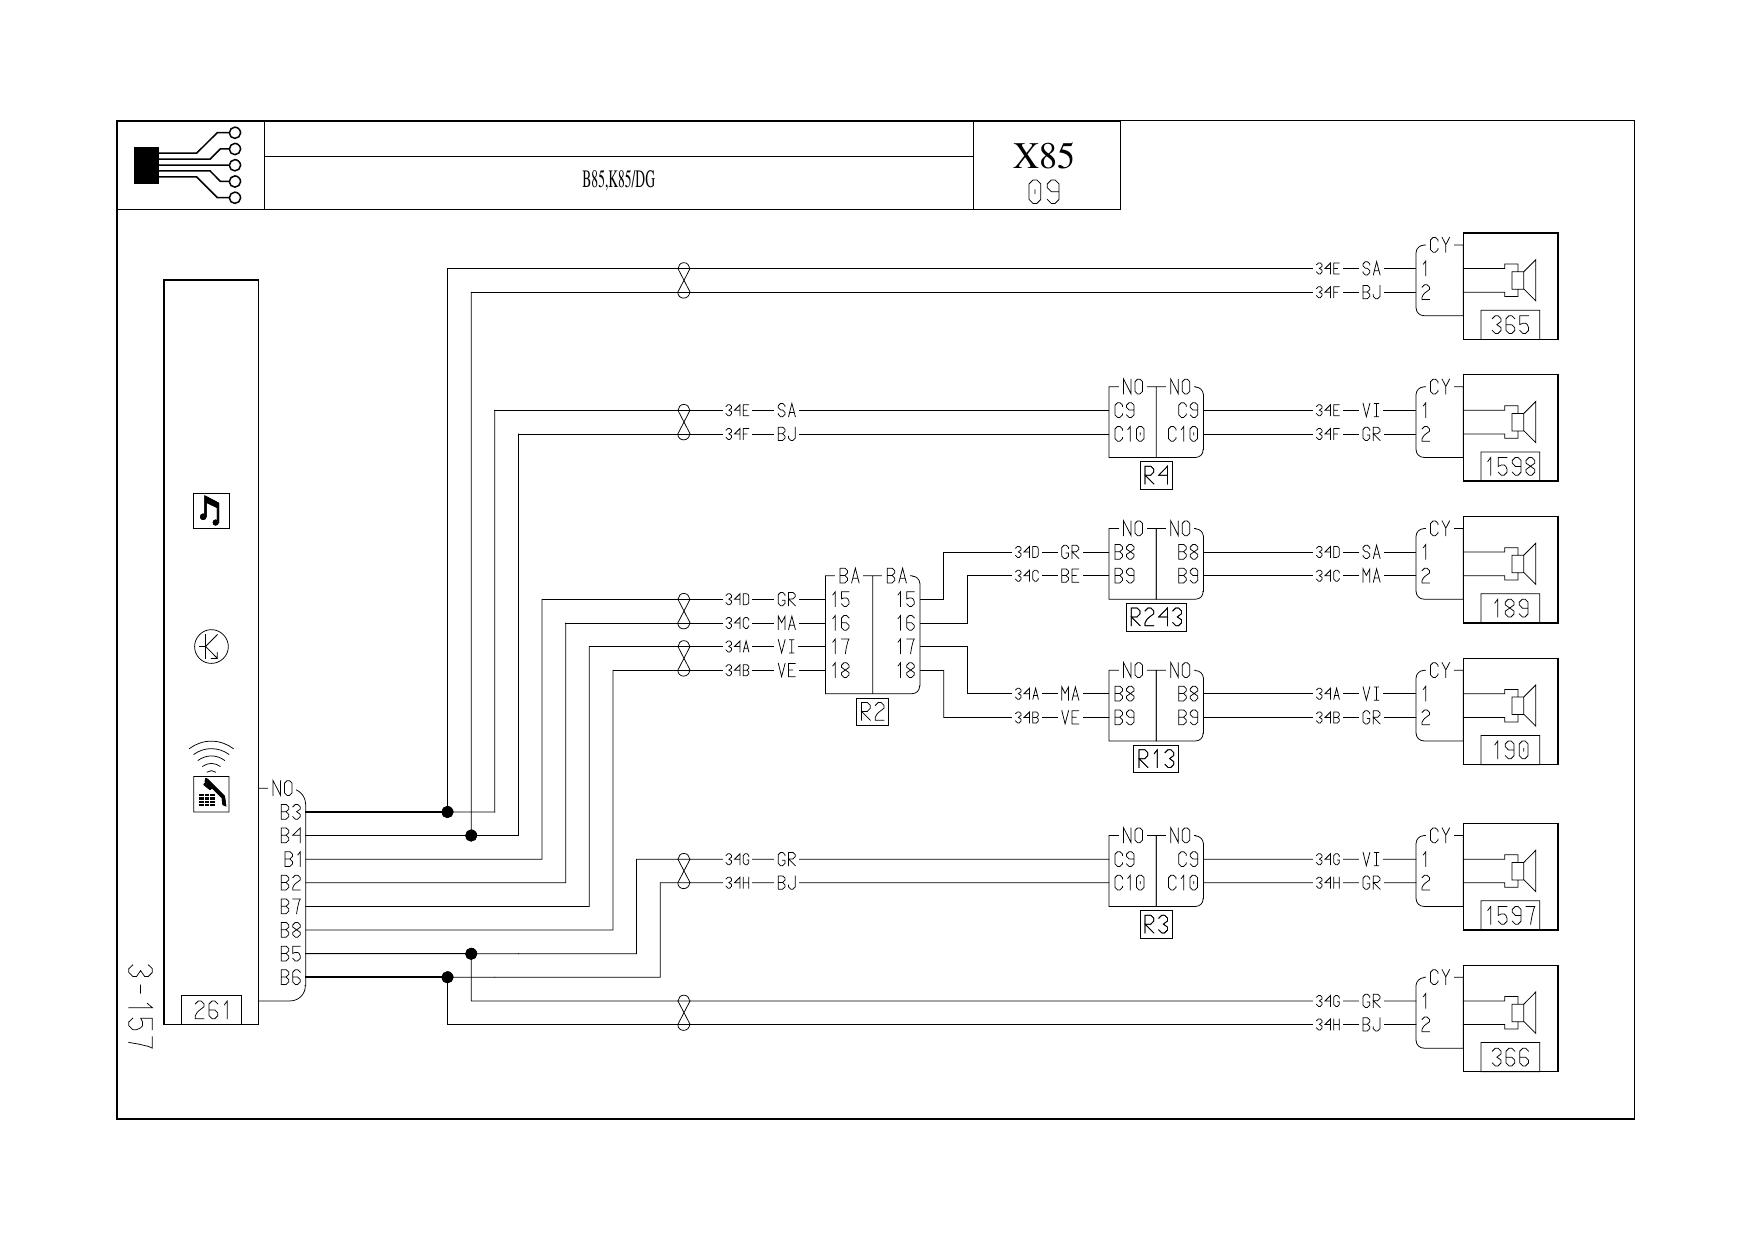 B85,K85/DG
X85
09
CY
34E SA 1
34F BJ 2
365
NO NO CY
34E SA C9 C9 34E VI 1
34F BJ C10 C10 34F GR 2
R4 1598
NO NO CY
34D GR B8 B8 34D SA 1
34C BE B9 B9 34C MA 2
R243 189
BA BA
34D GR 15 15
34C MA 16 16
34A VI 17 17
34B VE 18 18
R2
NO NO CY
34A MA B8 B8 34A VI 1
34B VE B9 B9 34B GR 2
R13 190
NO
B3
B4
B1
B2
B7
B8
B5
B6
261
NO NO CY
34G GR C9 C9 34G VI 1
34H BJ C10 C10 34H GR 2
R3 1597
CY
34G GR 1
34H BJ 2
366
3-157